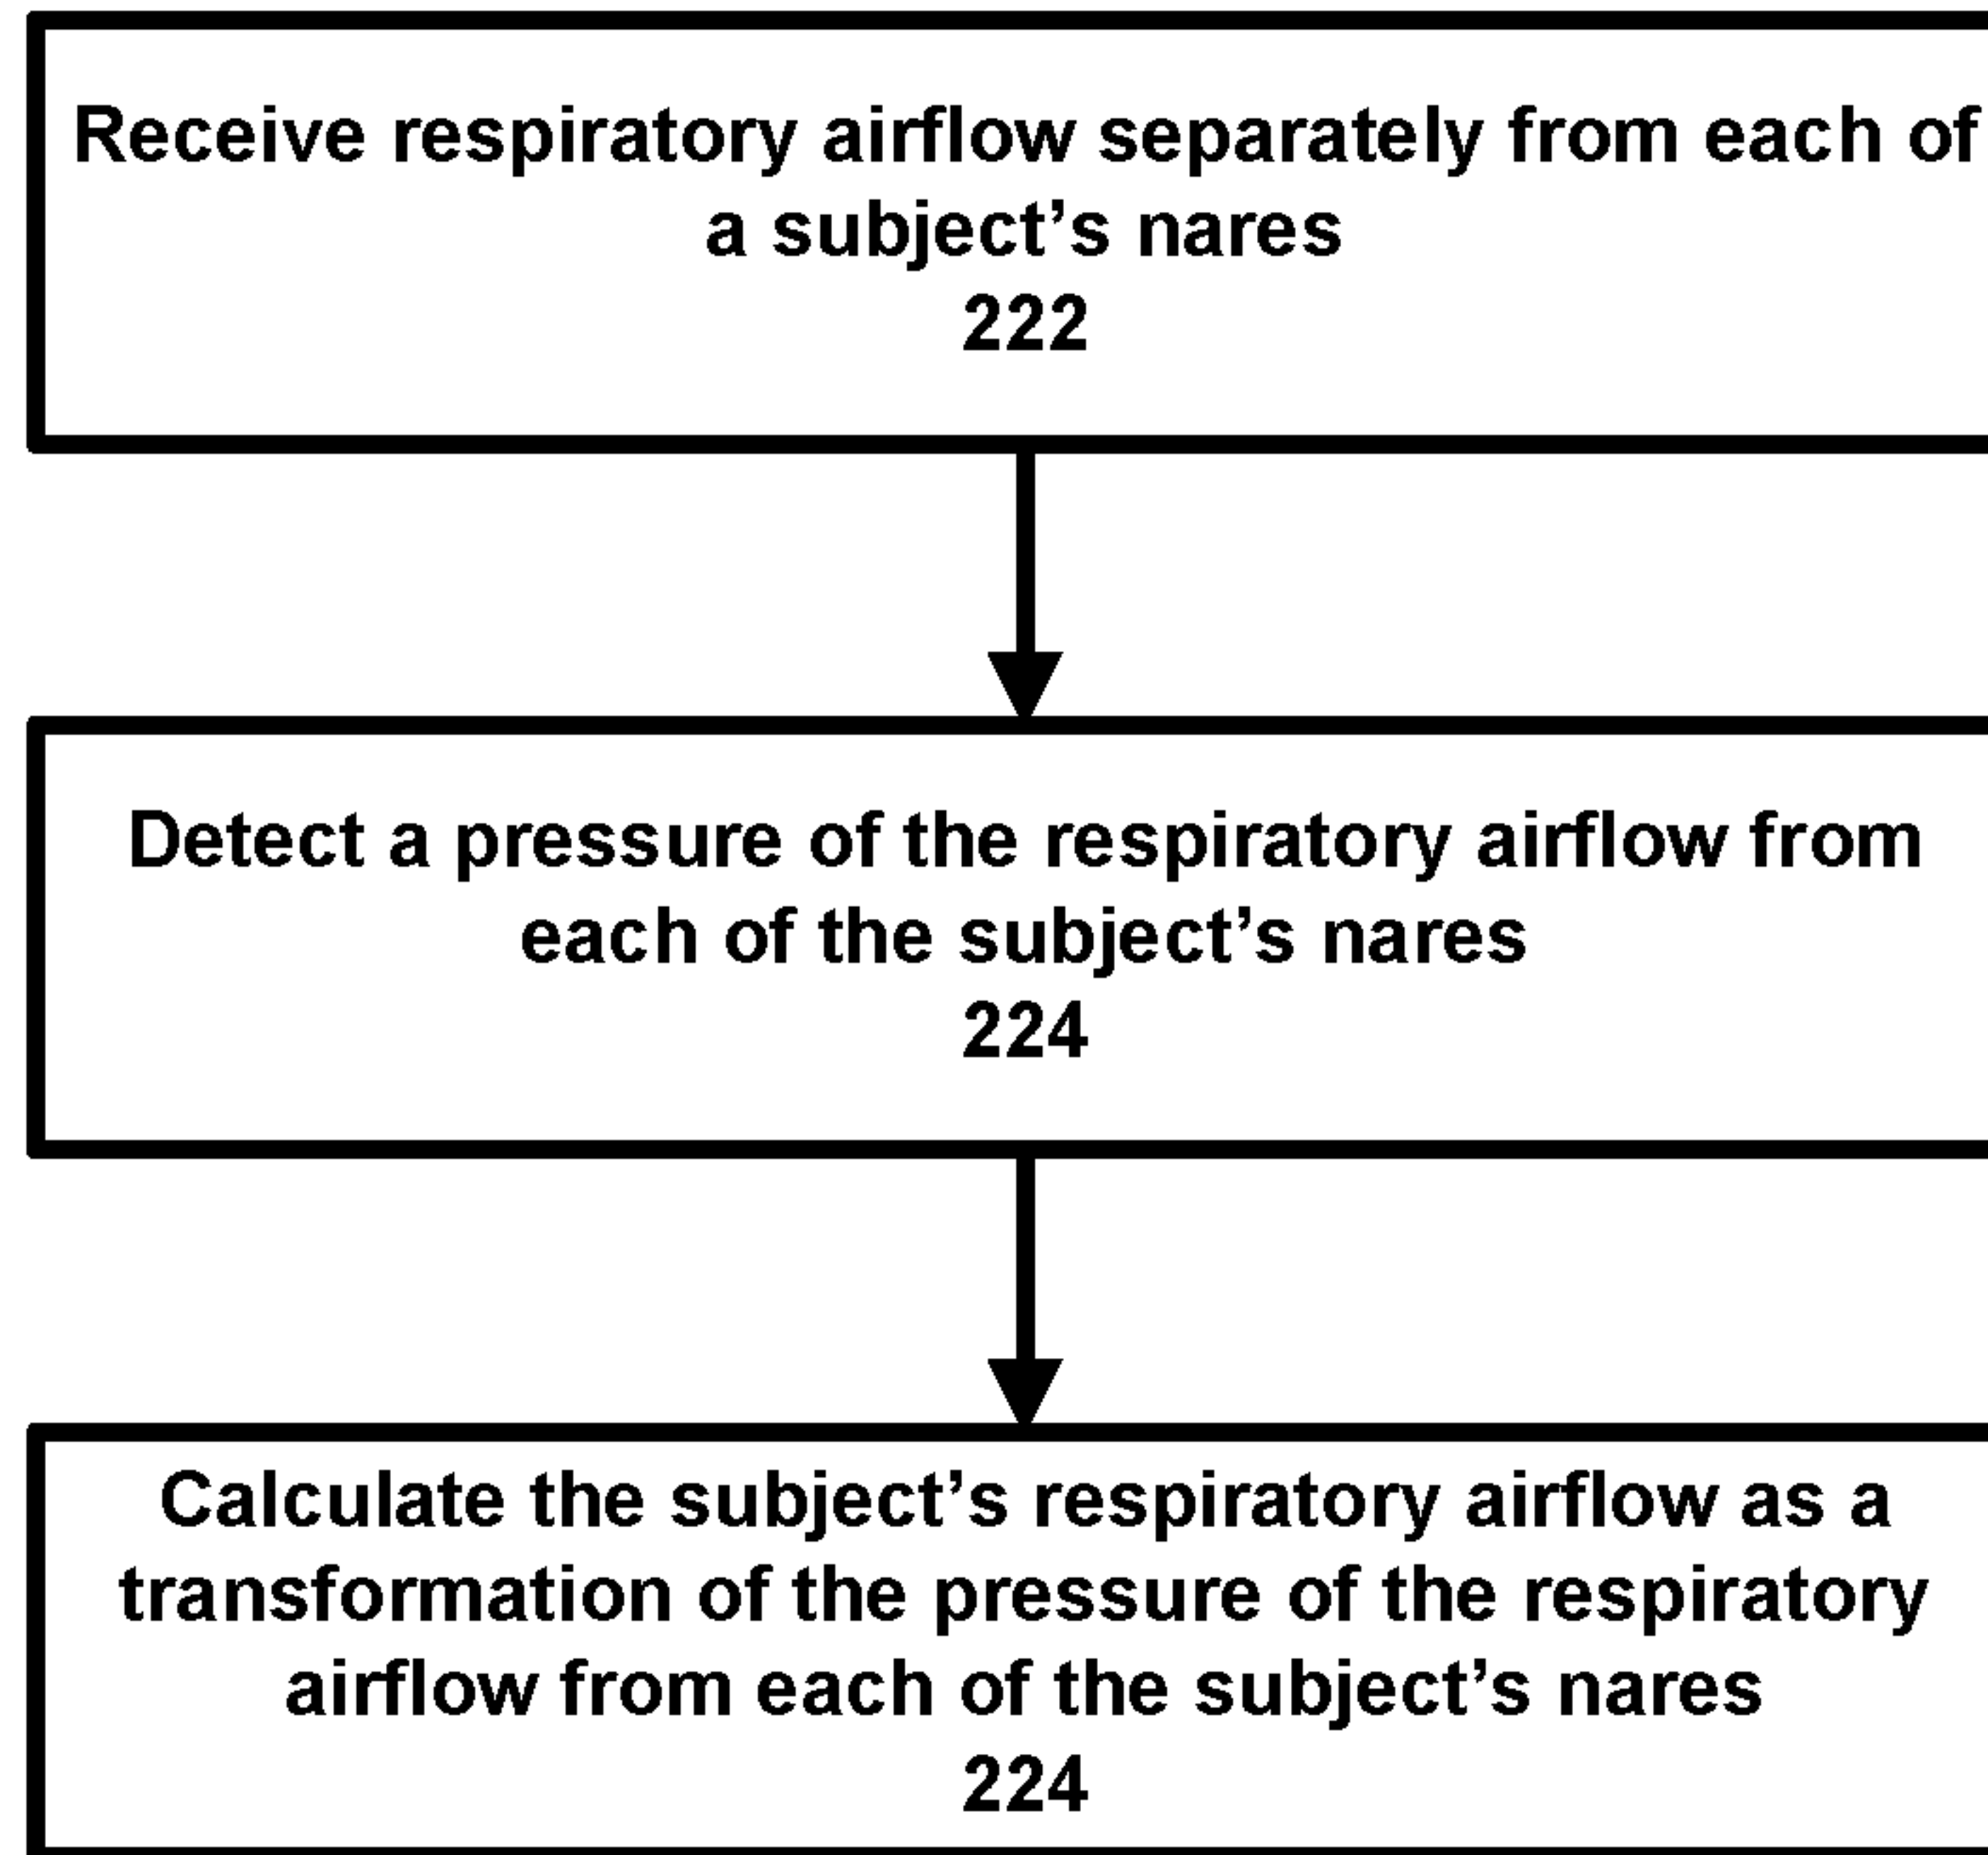 Receive respiratory airflow separately from each of
a subject's nares
222
Detect a pressure of the respiratory airflow from
each of the subject's nares
224
Calculate the subject's respiratory airflow as a
transformation of the pressure of the respiratory
airflow from each of the subject's nares
224